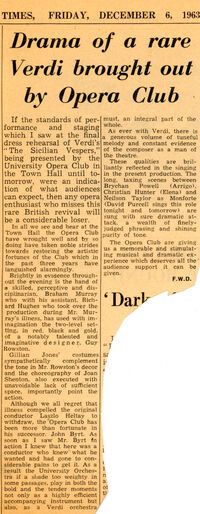 TIMES, FRIDAY, DECEMBER 6, 1963
Drama of a rare
Verdi brought out
by Opera Club
If the standards of per-
formance and staging
which I saw at the final
dress rehearsal of Verdi's
"The Sicilian Vespers,"
being presented by the
University Opera Club in
the Town Hall until to-
morrow, were an indica-
tion of what audiences
can expect, then any opera
enthusiast who misses this
rare British revival will
be a considerable loser.
In all we see and hear at the
Town Hall the Opera Club
have wrought well and by so
doing have taken noble strides
towards restoring the artistic
fortunes of the Club which in
the past three years have
languished alarmingly.
Brightly in evidence through-
out the evening is the hand of
a skilled, perceptive and dis-
ciplinarian, Braham Murray
who with his assistant, Rich-
ard Hughes who took over the
production during Mr. Mur-
ray's illness, has used with im-
agination the two-level set-
ting, in red, black and gold,
of a notably talented and
imaginative designer, Guy
Rowston.
Gillian Jones' costumes
sympathetically complement
the tone in Mr. Rowston's decor
and the choreography of Joan
Shenton, also executed with
unavoidable lack of sufficient
space, importantly point the
action.
Although we all regret that
illness compelled the original
conductor Laszlo Heltay to
withdraw, the Opera Club has
been more than fortunate in
his successor, John Byrt. As
soon as I saw Mr. Byrt in
action I knew that here was a
conductor who knew what he
wanted and had gone to con-
siderable pains to get it. As a
result the University Orches-
tra if a shade too weighty in
some passages, play in both the
bold and the tender moments
not only as a highly efficient
accompanying instrument but
also, as a Verdi orchestra
must, an integral part of the
whole.
As ever with Verdi, there is
a generous volume of tuneful
melody and constant evidence
of the composer as a man of
the theatre.
These qualities are bril-
liantly reflected in the singing
in the present production. The
long, taxing scenes between
Brychan Powell (Arrigo),
Christian Hunter (Elena) and
Neilson Taylor as Monforte
(David Purcell sings this role
tonight and tomorrow) are
sung with sure dramatic at-
tack, a wealth of finely-
judged phrasing and shining
purity of tone.
The Opera Club are giving
us a memorable and stimulat-
ing musical and dramatic ex-
perience which deserves all the
audience support it can be
given.
F.W.D.
'Dark